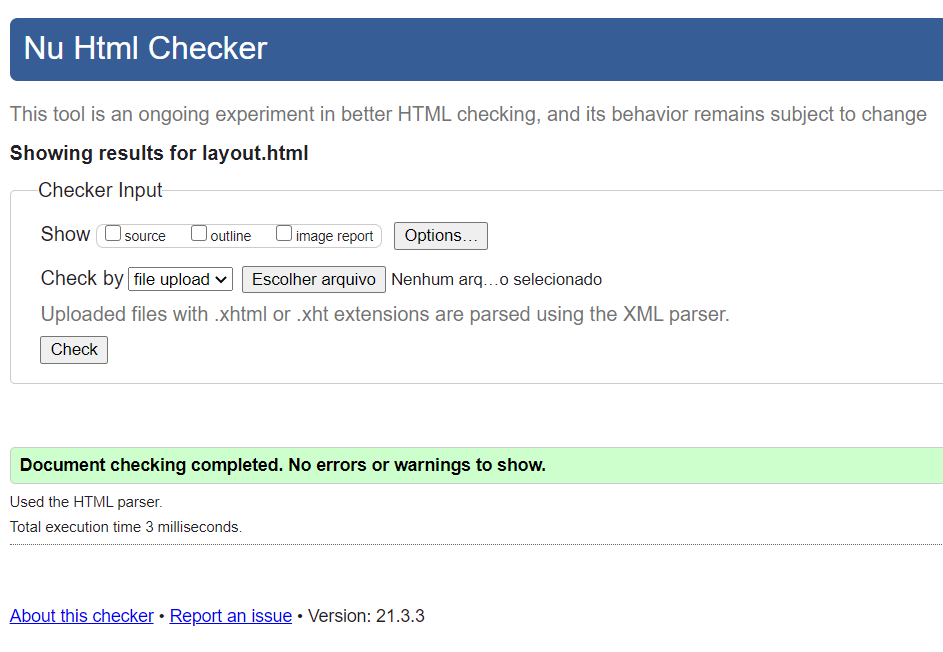 Nu Html Checker
This tool is an ongoing experiment in better HTML checking, and its behavior remains subject to change
Showing results for layout.html
Checker Input
Show source outline image report Options…
Check by file upload Escolher arquivo Nenhum arq…o selecionado
Uploaded files with .xhtml or .xht extensions are parsed using the XML parser.
Check
Document checking completed. No errors or warnings to show.
Used the HTML parser.
Total execution time 3 milliseconds.
About this checker • Report an issue • Version: 21.3.3